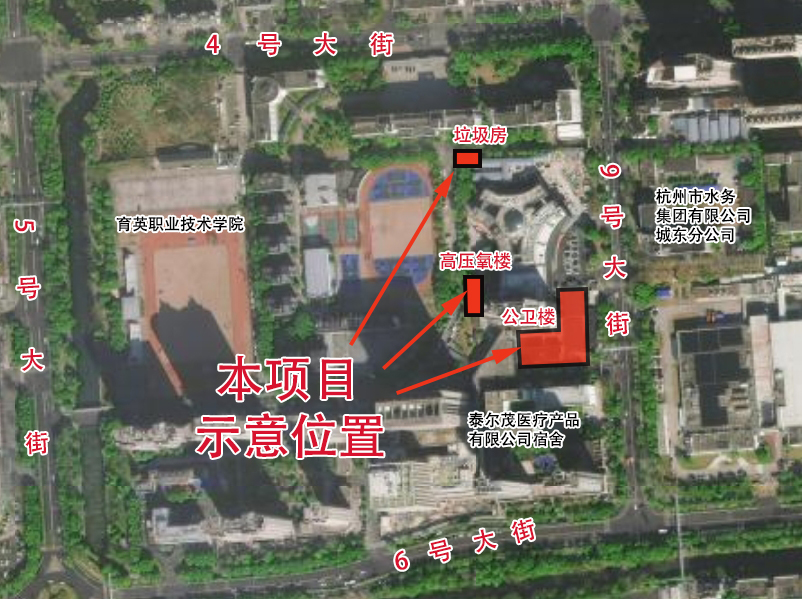 4号大街
垃圾房
9号大街
杭州市水务
集团有限公司
城东分公司
育英职业技术学院
5号大街
高压氧楼
公卫楼
本项目
示意位置
泰尔茂医疗产品
有限公司宿舍
6号大街